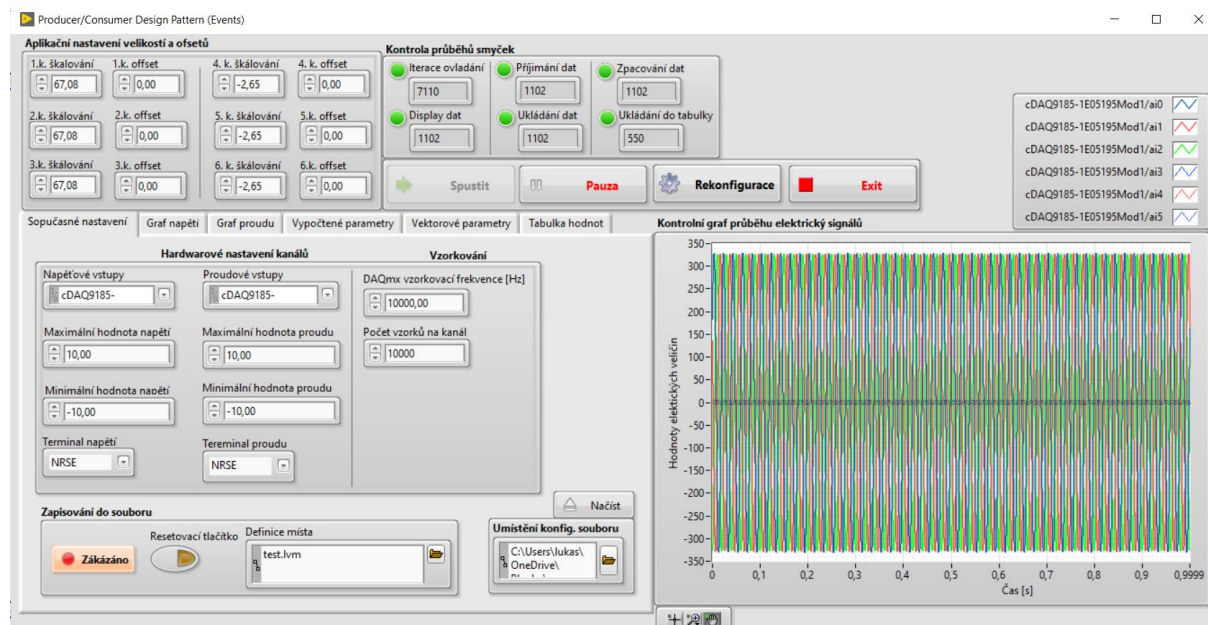 Producer/Consumer Design Pattern (Events)
Aplikační nastavení velikostí a ofsetů
1.k. škalování 1.k. offset 4. k. škálování 4. k. offset
67,08 0,00 -2,65 0,00
2.k. škálování 2.k. offset 5. k. škálování 5.k. offset
67,08 0,00 -2,65 0,00
3.k. škálování 3.k. offset 6. k. škálování 6.k. offset
67,08 0,00 -2,65 0,00
Kontrola průběhů smyček
Iterace ovladání Příjimání dat Zpacování dat
7110 1102 1102
Display dat Ukládání dat Ukládání do tabulky
1102 1102 550
Spustit Pauza Rekonfigurace Exit
cDAQ9185-1E05195Mod1/ai0
cDAQ9185-1E05195Mod1/ai1
cDAQ9185-1E05195Mod1/ai2
cDAQ9185-1E05195Mod1/ai3
cDAQ9185-1E05195Mod1/ai4
cDAQ9185-1E05195Mod1/ai5
Sopučasné nastavení Graf napětí Graf proudu Vypočtené parametry Vektorové parametry Tabulka hodnot
Hardwarové nastavení kanálů Vzorkování
Napěťové vstupy Proudové vstupy DAQmx vzorkovací frekvence [Hz]
cDAQ9185- cDAQ9185- 10000,00
Maximální hodnota napětí Maximální hodnota proudu Počet vzorků na kanál
10,00 10,00 10000
Minimální hodnota napětí Minimální hodnota proudu
-10,00 -10,00
Terminal napětí Tereminal proudu
NRSE NRSE
Načíst
Zapisování do souboru
Zákázáno
Resetovací tlačítko
Definice místa
test.lvm
Umístění konfig. souboru
C:\Users\lukas\
OneDrive\
Kontrolní graf průběhu elektrický signálů
Hodnoty elektických veličin
350
300
250
200
150
100
50
0
-50
-100
-150
-200
-250
-300
-350
0 0,1 0,2 0,3 0,4 0,5 0,6 0,7 0,8 0,9 0,9999
Čas [s]